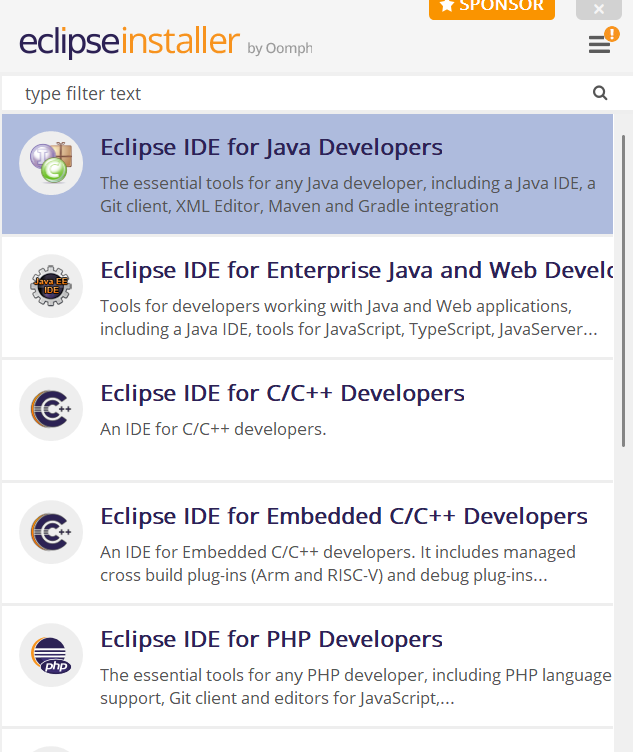 SPONSOR
eclipseinstaller by Oomph
type filter text
Eclipse IDE for Java Developers
The essential tools for any Java developer, including a Java IDE, a
Git client, XML Editor, Maven and Gradle integration
Java EE
IDE
Eclipse IDE for Enterprise Java and Web Develo
Tools for developers working with Java and Web applications,
including a Java IDE, tools for JavaScript, TypeScript, JavaServer...
C++
Eclipse IDE for C/C++ Developers
An IDE for C/C++ developers.
C++
Eclipse IDE for Embedded C/C++ Developers
An IDE for Embedded C/C++ developers. It includes managed
cross build plug-ins (Arm and RISC-V) and debug plug-ins...
php
Eclipse IDE for PHP Developers
The essential tools for any PHP developer, including PHP language
support, Git client and editors for JavaScript,...